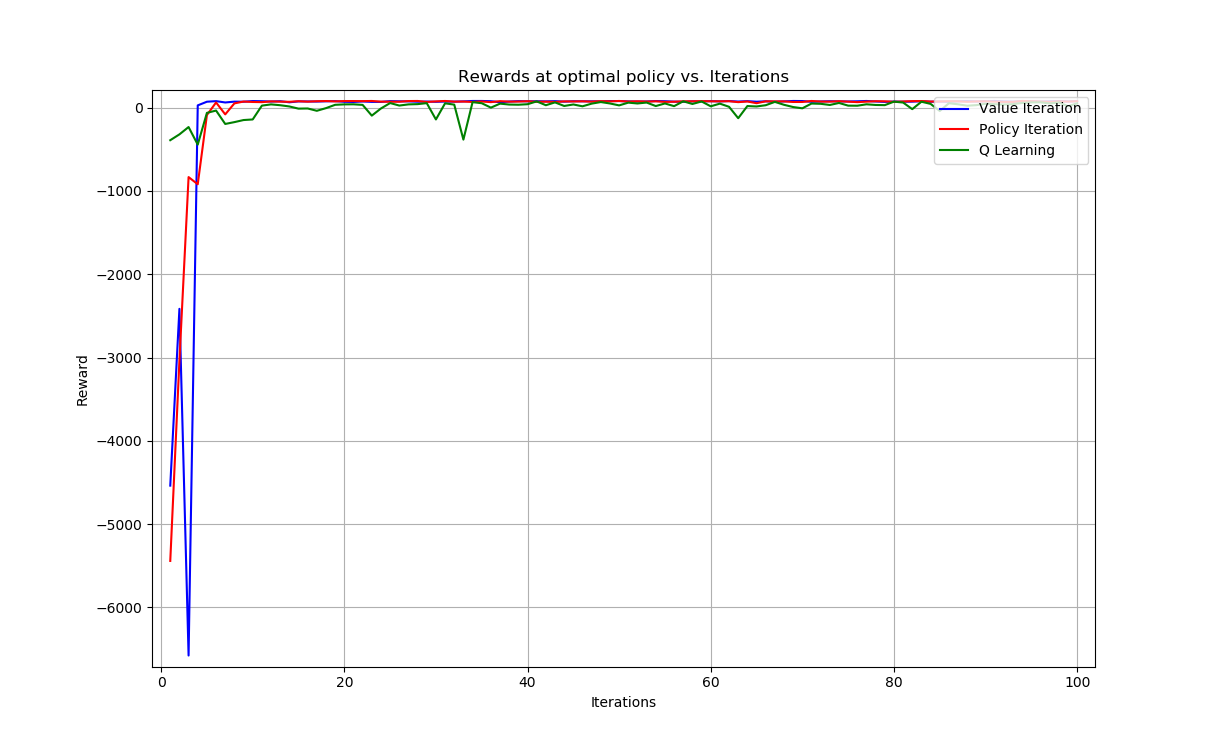 Rewards at optimal policy vs. Iterations
Value Iteration
Policy Iteration
Q Learning
0
−1000
−2000
−3000
−4000
−5000
−6000
Reward
0 20 40 60 80 100
Iterations